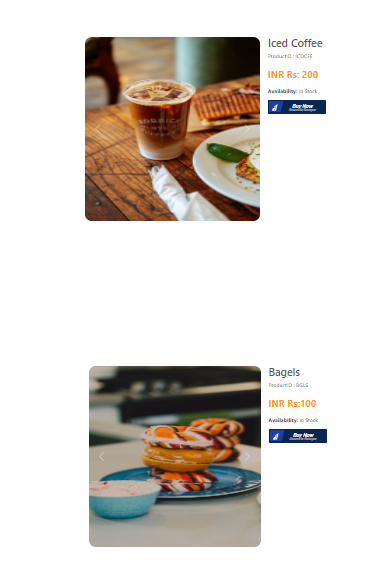 Iced Coffee
ProductID : ICDCFE
INR Rs: 200
Availability: In Stock
Buy Now
Bagels
ProductID : BGLS
INR Rs:100
Availability: In Stock
Buy Now